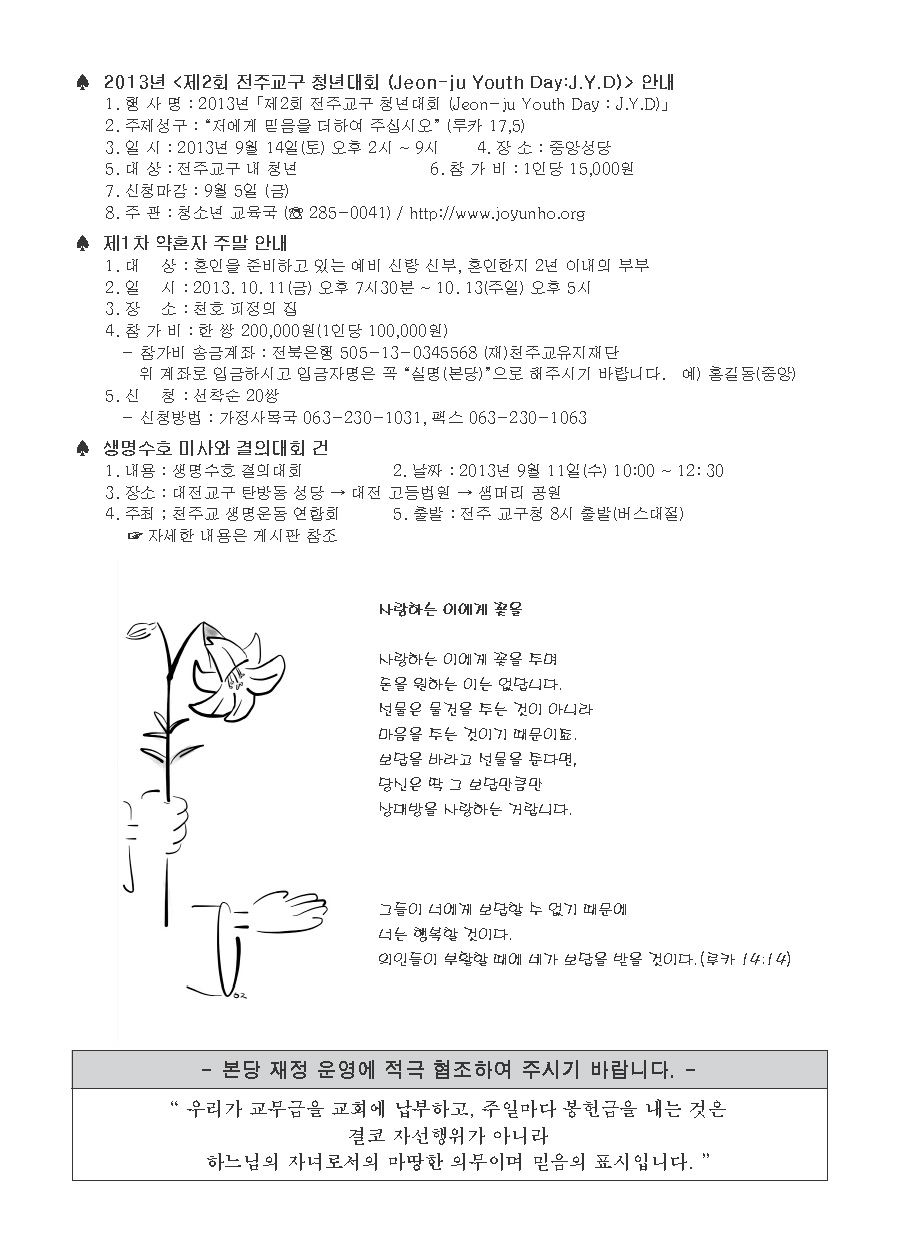 ♠ 2013년 <제2회 전주교구 청년대회 (Jeon-ju Youth Day:J.Y.D)> 안내
1. 행 사 명 : 2013년「제2회 전주교구 청년대회 (Jeon-ju Youth Day : J.Y.D)」
2. 주제성구 : “저에게 믿음을 더하여 주십시오” (루카 17,5)
3. 일 시 : 2013년 9월 14일(토) 오후 2시 ~ 9시 4. 장 소 : 중앙성당
5. 대 상 : 전주교구 내 청년 6. 참 가 비 : 1인당 15,000원
7. 신청마감 : 9월 5일 (금)
8. 주 관 : 청소년 교육국 (☏ 285-0041) / http://www.joyunho.org
♠ 제1차 약혼자 주말 안내
1. 대 상 : 혼인을 준비하고 있는 예비 신랑 신부, 혼인한지 2년 이내의 부부
2. 일 시 : 2013. 10. 11(금) 오후 7시30분 ~ 10. 13(주일) 오후 5시
3. 장 소 : 천호 피정의 집
4. 참 가 비 : 한 쌍 200,000원(1인당 100,000원)
- 참가비 송금계좌 : 전북은행 505-13-0345568 (재)천주교유지재단
위 계좌로 입금하시고 입금자명은 꼭 “실명(본당)”으로 해주시기 바랍니다. 예) 홍길동(중앙)
5. 신 청 : 선착순 20쌍
- 신청방법 : 가정사목국 063-230-1031, 팩스 063-230-1063
♠ 생명수호 미사와 결의대회 건
1. 내용 : 생명수호 결의대회 2. 날짜 : 2013년 9월 11일(수) 10:00 ~ 12: 30
3. 장소 : 대전교구 탄방동 성당 → 대전 고등법원 → 샘머리 공원
4. 주최 ; 천주교 생명운동 연합회 5. 출발 : 전주 교구청 8시 출발(버스대절)
☞ 자세한 내용은 게시판 참조
사랑하는 이에게 꽃을
사랑하는 이에게 꽃을 주며
돈을 원하는 이는 없답니다.
선물은 물건을 주는 것이 아니라
마음을 주는 것이기 때문이죠.
보답을 바라고 선물을 준다면,
당신은 딱 그 보답만큼만
상대방을 사랑하는 거랍니다.
그들이 너에게 보답할 수 없기 때문에
너는 행복할 것이다.
의인들이 부활할 때에 네가 보답을 받을 것이다.(루카 14:14)
- 본당 재정 운영에 적극 협조하여 주시기 바랍니다. -
“ 우리가 교무금을 교회에 납부하고, 주일마다 봉헌금을 내는 것은
결코 자선행위가 아니라
하느님의 자녀로서의 마땅한 의무이며 믿음의 표시입니다. ”